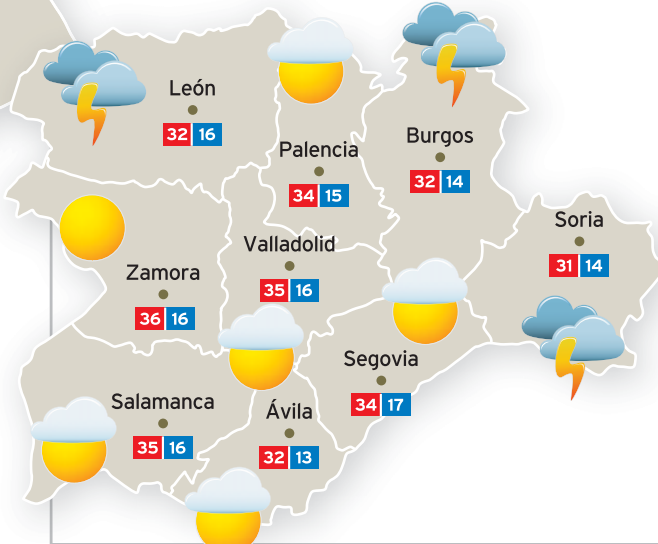 León
32 16
Palencia
34 15
Burgos
32 14
Soria
31 14
Valladolid
35 16
Zamora
36 16
Segovia
34 17
Salamanca
35 16
Ávila
32 13